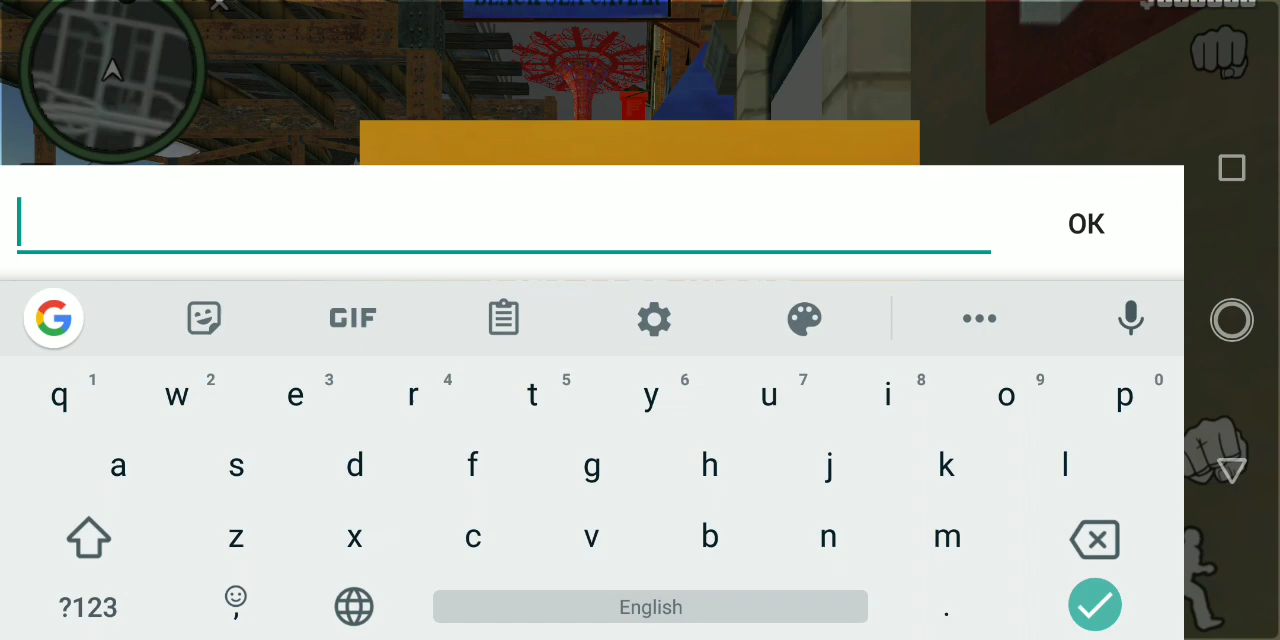 OK
GIF
q 1 w 2 e 3 r 4 t 5 y 6 u 7 i 8 o 9 p 0
a s d f g h j k l
z x c v b n m
?123 , English .